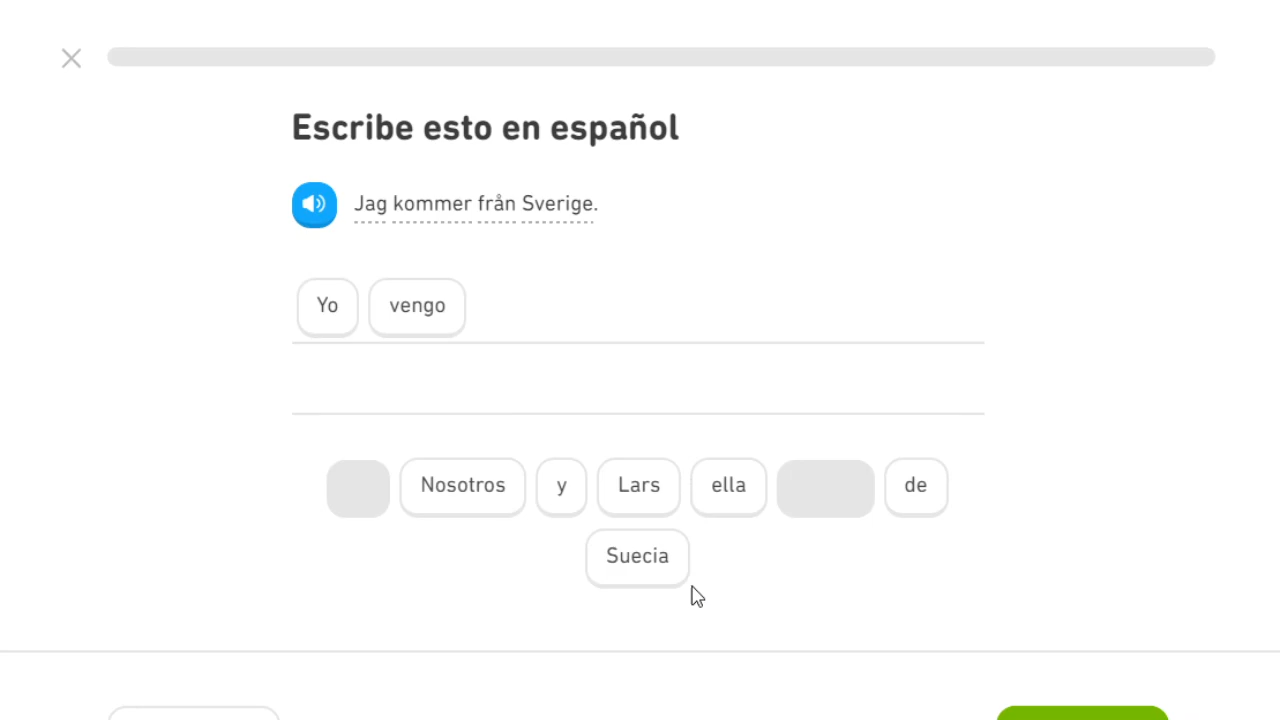 Escribe esto en español
Jag kommer från Sverige.
Yo vengo
Nosotros y Lars ella de
Suecia